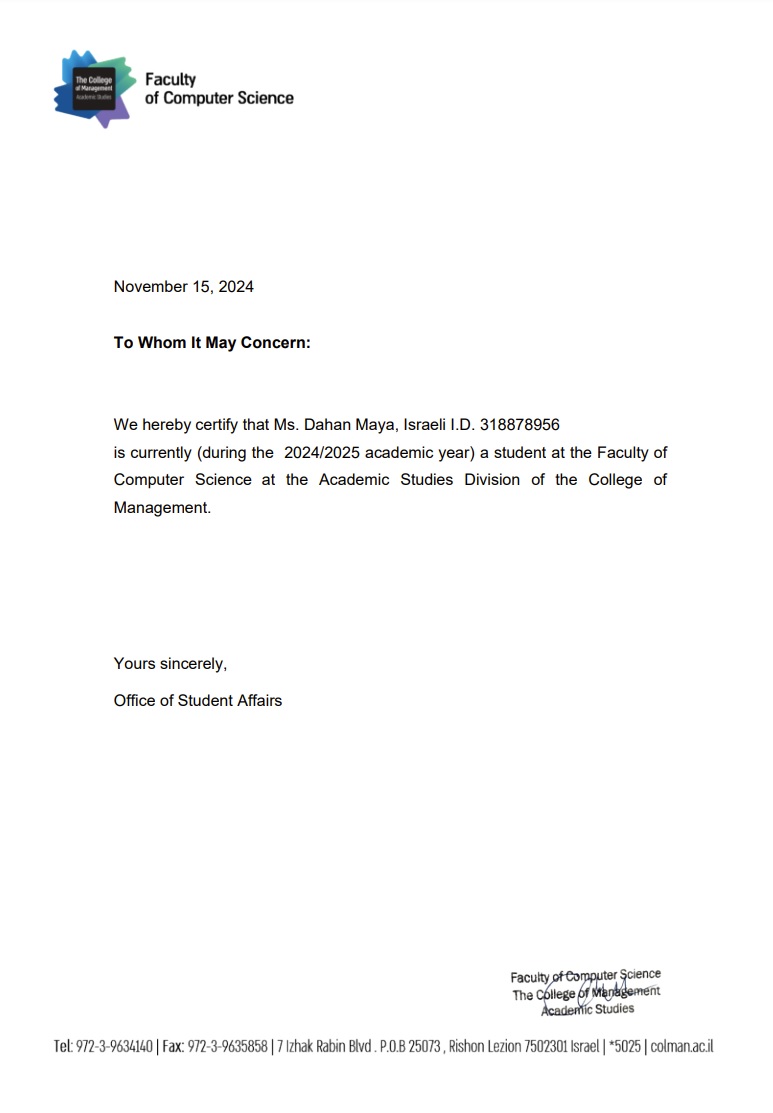 The College
of Management
Academic Studies
Faculty
of Computer Science
November 15, 2024
To Whom It May Concern:
We hereby certify that Ms. Dahan Maya, Israeli I.D. 318878956
is currently (during the 2024/2025 academic year) a student at the Faculty of
Computer Science at the Academic Studies Division of the College of
Management.
Yours sincerely,
Office of Student Affairs
Faculty of Computer Science
The College of Management
Academic Studies
Tel: 972-3-9634140 | Fax: 972-3-9635858 | 7 Izhak Rabin Blvd . P.O.B 25073 , Rishon Lezion 7502301 Israel | *5025 | colman.ac.il